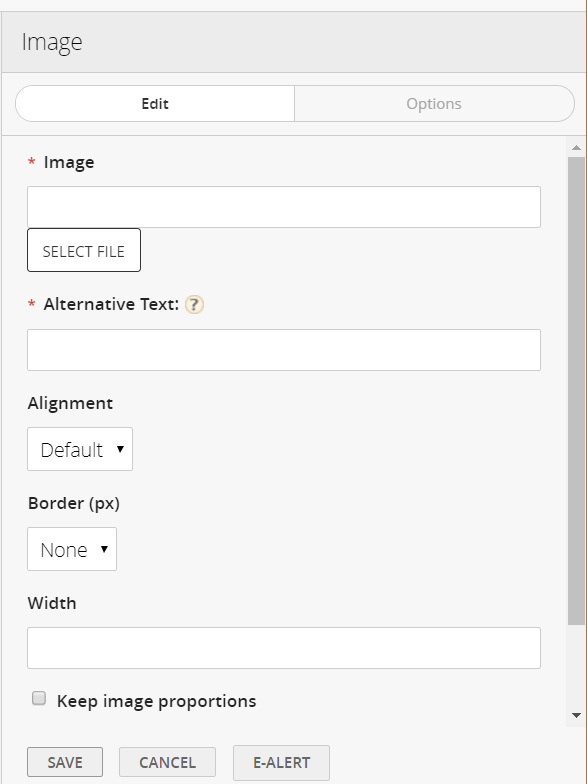 Image
Edit Options
* Image
SELECT FILE
* Alternative Text: ?
Alignment
Default
Border (px)
None
Width
Keep image proportions
SAVE CANCEL E-ALERT